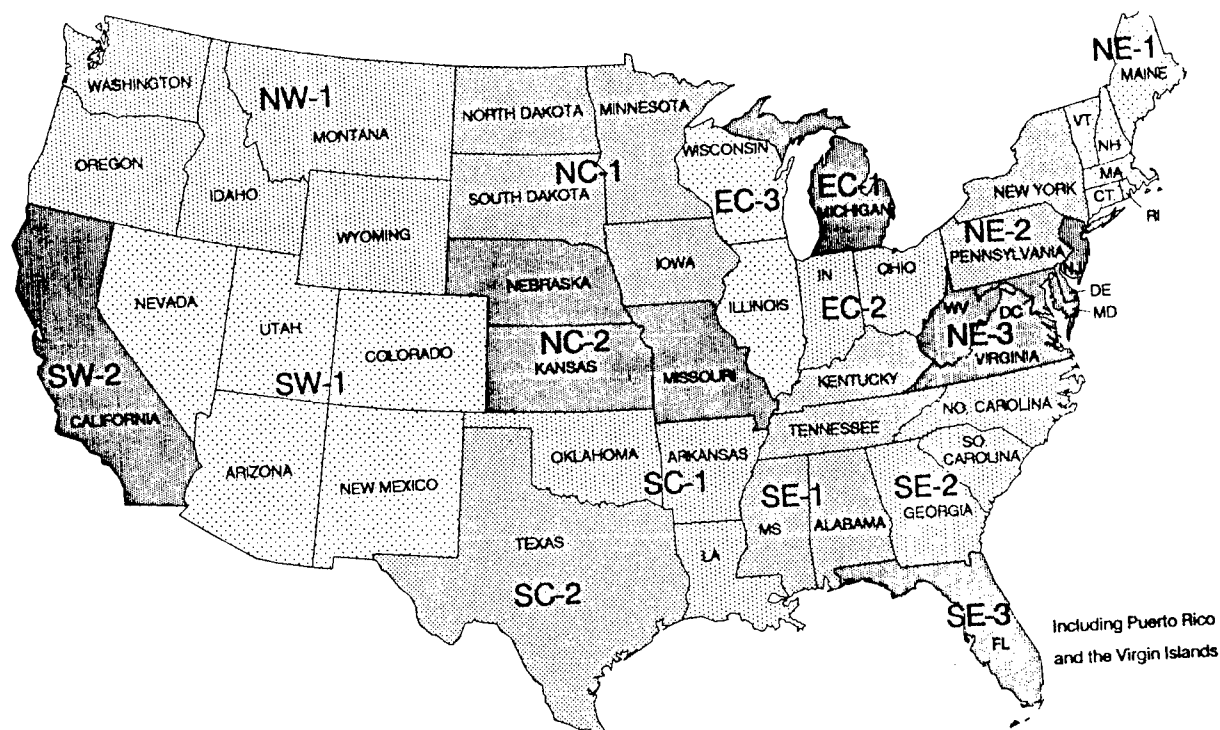 NE-1
MAINE
WASHINGTON
NW-1
MONTANA
NORTH DAKOTA
MINNESOTA
VT
NH
OREGON
IDAHO
NC-1
SOUTH DAKOTA
WISCONSIN
EC-3
EC-1
MICHIGAN
NEW YORK
MA
CT
RI
WYOMING
NE-2
PENNSYLVANIA
NJ
IOWA
IN
OHIO
NEBRASKA
NEVADA
UTAH
ILLINOIS
EC-2
WV
DC
DE
MD
COLORADO
NC-2
KANSAS
NE-3
VIRGINIA
SW-2
SW-1
MISSOURI
KENTUCKY
CALIFORNIA
NO. CAROLINA
TENNESSEE
SO.
CAROLINA
ARIZONA
NEW MEXICO
OKLAHOMA
ARKANSAS
SC-1
SE-1
SE-2
GEORGIA
MS
ALABAMA
TEXAS
LA
SC-2
SE-3
FL
Including Puerto Rico
and the Virgin Islands